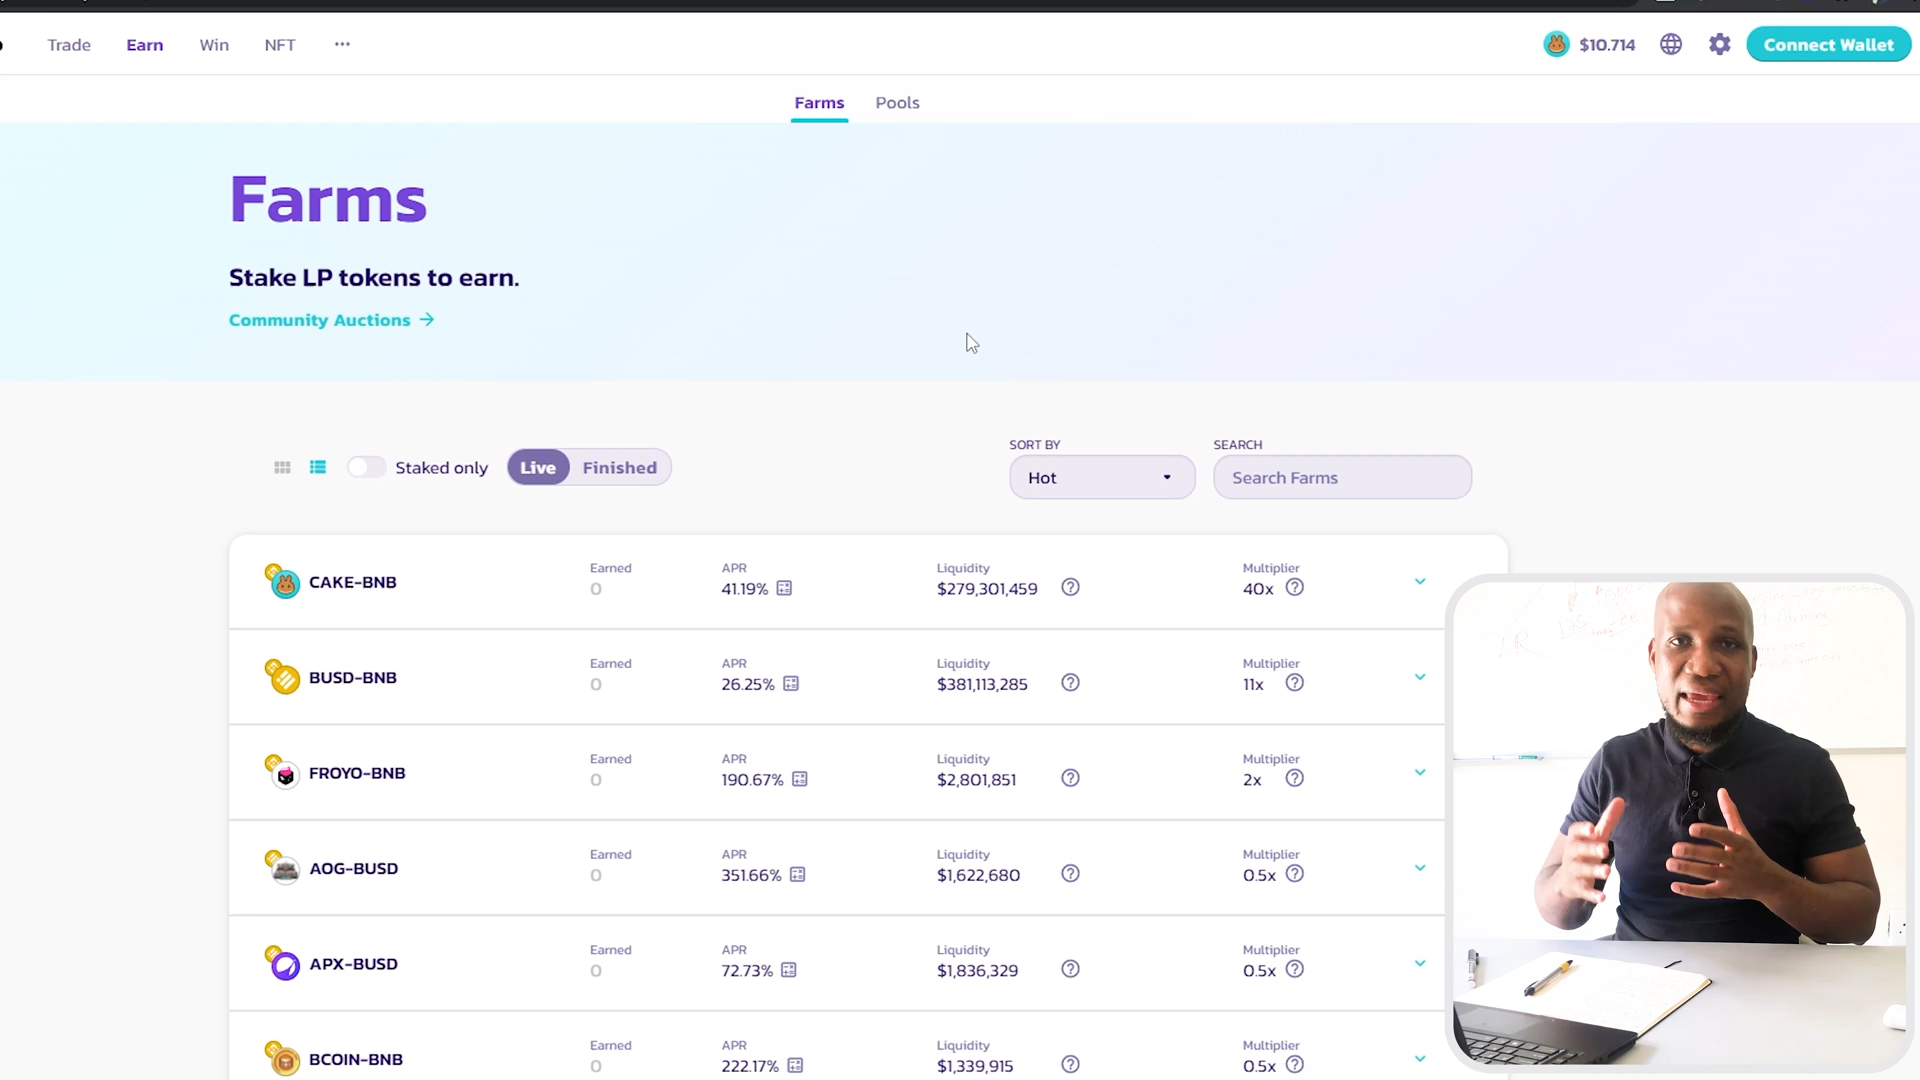 Trade Earn Win NFT ··· $10.714 Connect Wallet
Farms Pools
Farms
Stake LP tokens to earn.
Community Auctions →
SORT BY SEARCH
Staked only Live Finished Hot Search Farms
Earned APR Liquidity Multiplier
CAKE-BNB 0 41.19% $279,301,459 40x
Earned APR Liquidity Multiplier
BUSD-BNB 0 26.25% $381,113,285 11x
Earned APR Liquidity Multiplier
FROYO-BNB 0 190.67% $2,801,851 2x
Earned APR Liquidity Multiplier
AOG-BUSD 0 351.66% $1,622,680 0.5x
Earned APR Liquidity Multiplier
APX-BUSD 0 72.73% $1,836,329 0.5x
Earned APR Liquidity Multiplier
BCOIN-BNB 0 222.17% $1,339,915 0.5x